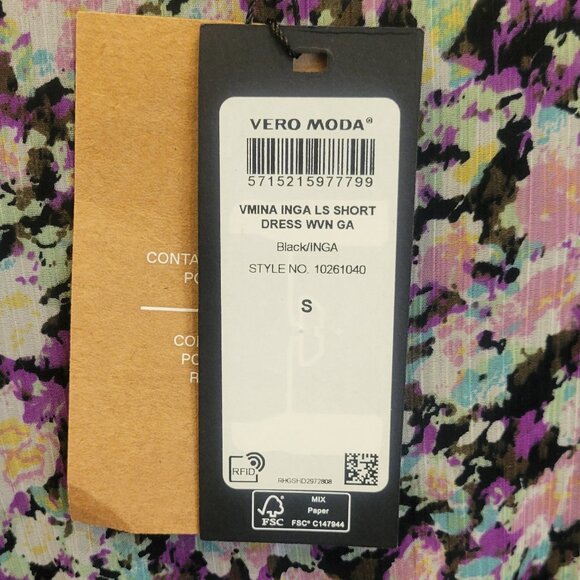 VERO MODA®
5715215977799
VMINA INGA LS SHORT
DRESS WVN GA
Black/INGA
STYLE NO. 10261040
S
RFID
RHGSHD2972808
FSC
MIX
Paper
FSC® C147944
CONTA
PO
CO
PO
R